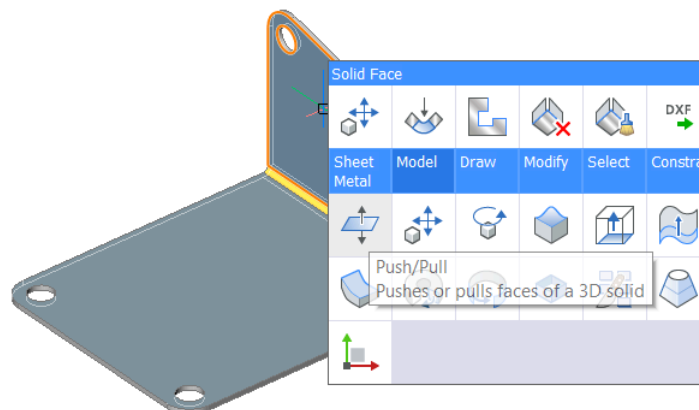 Solid Face
DXF
Sheet Metal
Model
Draw
Modify
Select
Constra
Push/Pull
Pushes or pulls faces of a 3D solid